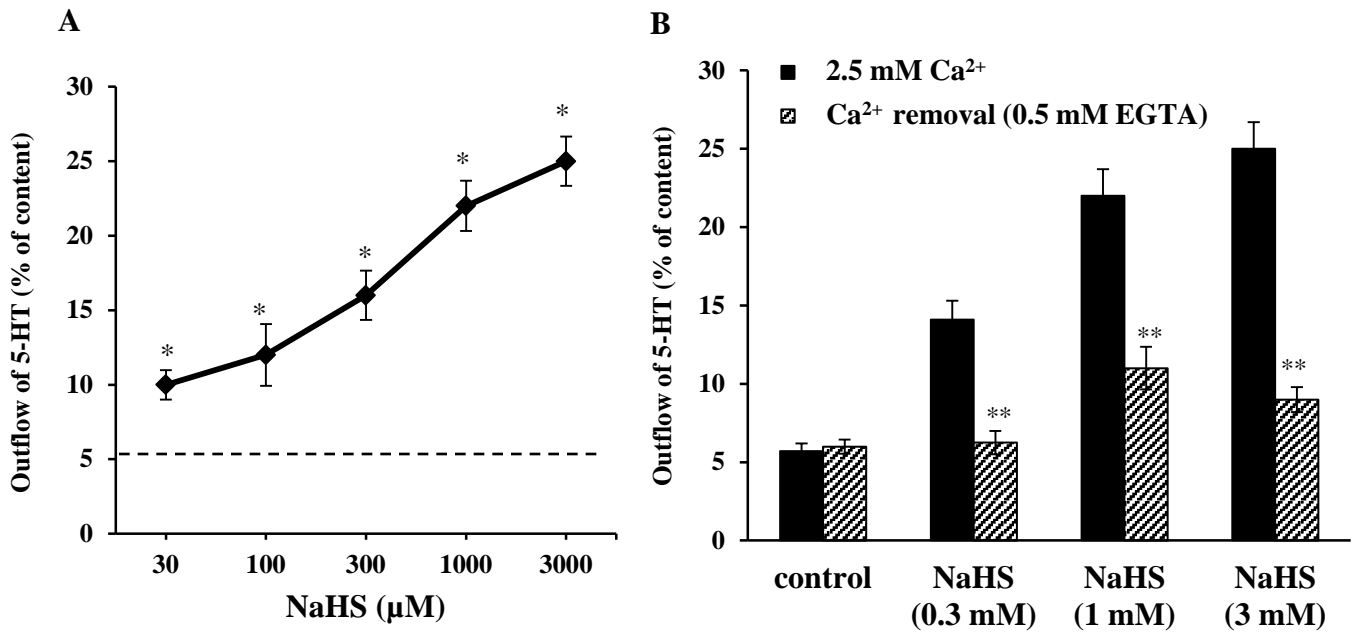 A
Outflow of 5-HT (% of content)
30
25
20
15
10
5
0
*
*
*
*
*
30 100 300 1000 3000
NaHS (µM)
B
Outflow of 5-HT (% of content)
30
25
20
15
10
5
0
2.5 mM Ca²⁺
Ca²⁺ removal (0.5 mM EGTA)
**
**
**
control NaHS NaHS NaHS
(0.3 mM) (1 mM) (3 mM)